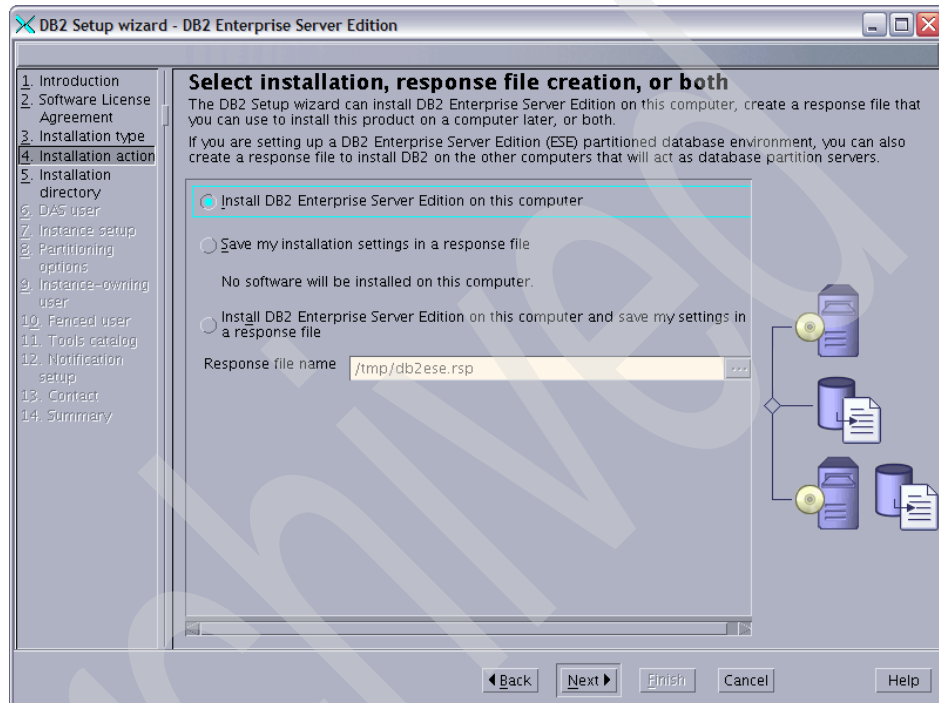 DB2 Setup wizard - DB2 Enterprise Server Edition
1. Introduction
2. Software License
Agreement
3. Installation type
4. Installation action
5. Installation
directory
6. DAS user
7. Instance setup
8. Partitioning
options
9. Instance-owning
user
10. Fenced user
11. Tools catalog
12. Notification
setup
13. Contact
14. Summary
Select installation, response file creation, or both
The DB2 Setup wizard can install DB2 Enterprise Server Edition on this computer, create a response file that
you can use to install this product on a computer later, or both.
If you are setting up a DB2 Enterprise Server Edition (ESE) partitioned database environment, you can also
create a response file to install DB2 on the other computers that will act as database partition servers.
Install DB2 Enterprise Server Edition on this computer
Save my installation settings in a response file
No software will be installed on this computer.
Install DB2 Enterprise Server Edition on this computer and save my settings in
a response file
Response file name
/tmp/db2ese.rsp
...
Back
Next
Finish
Cancel
Help